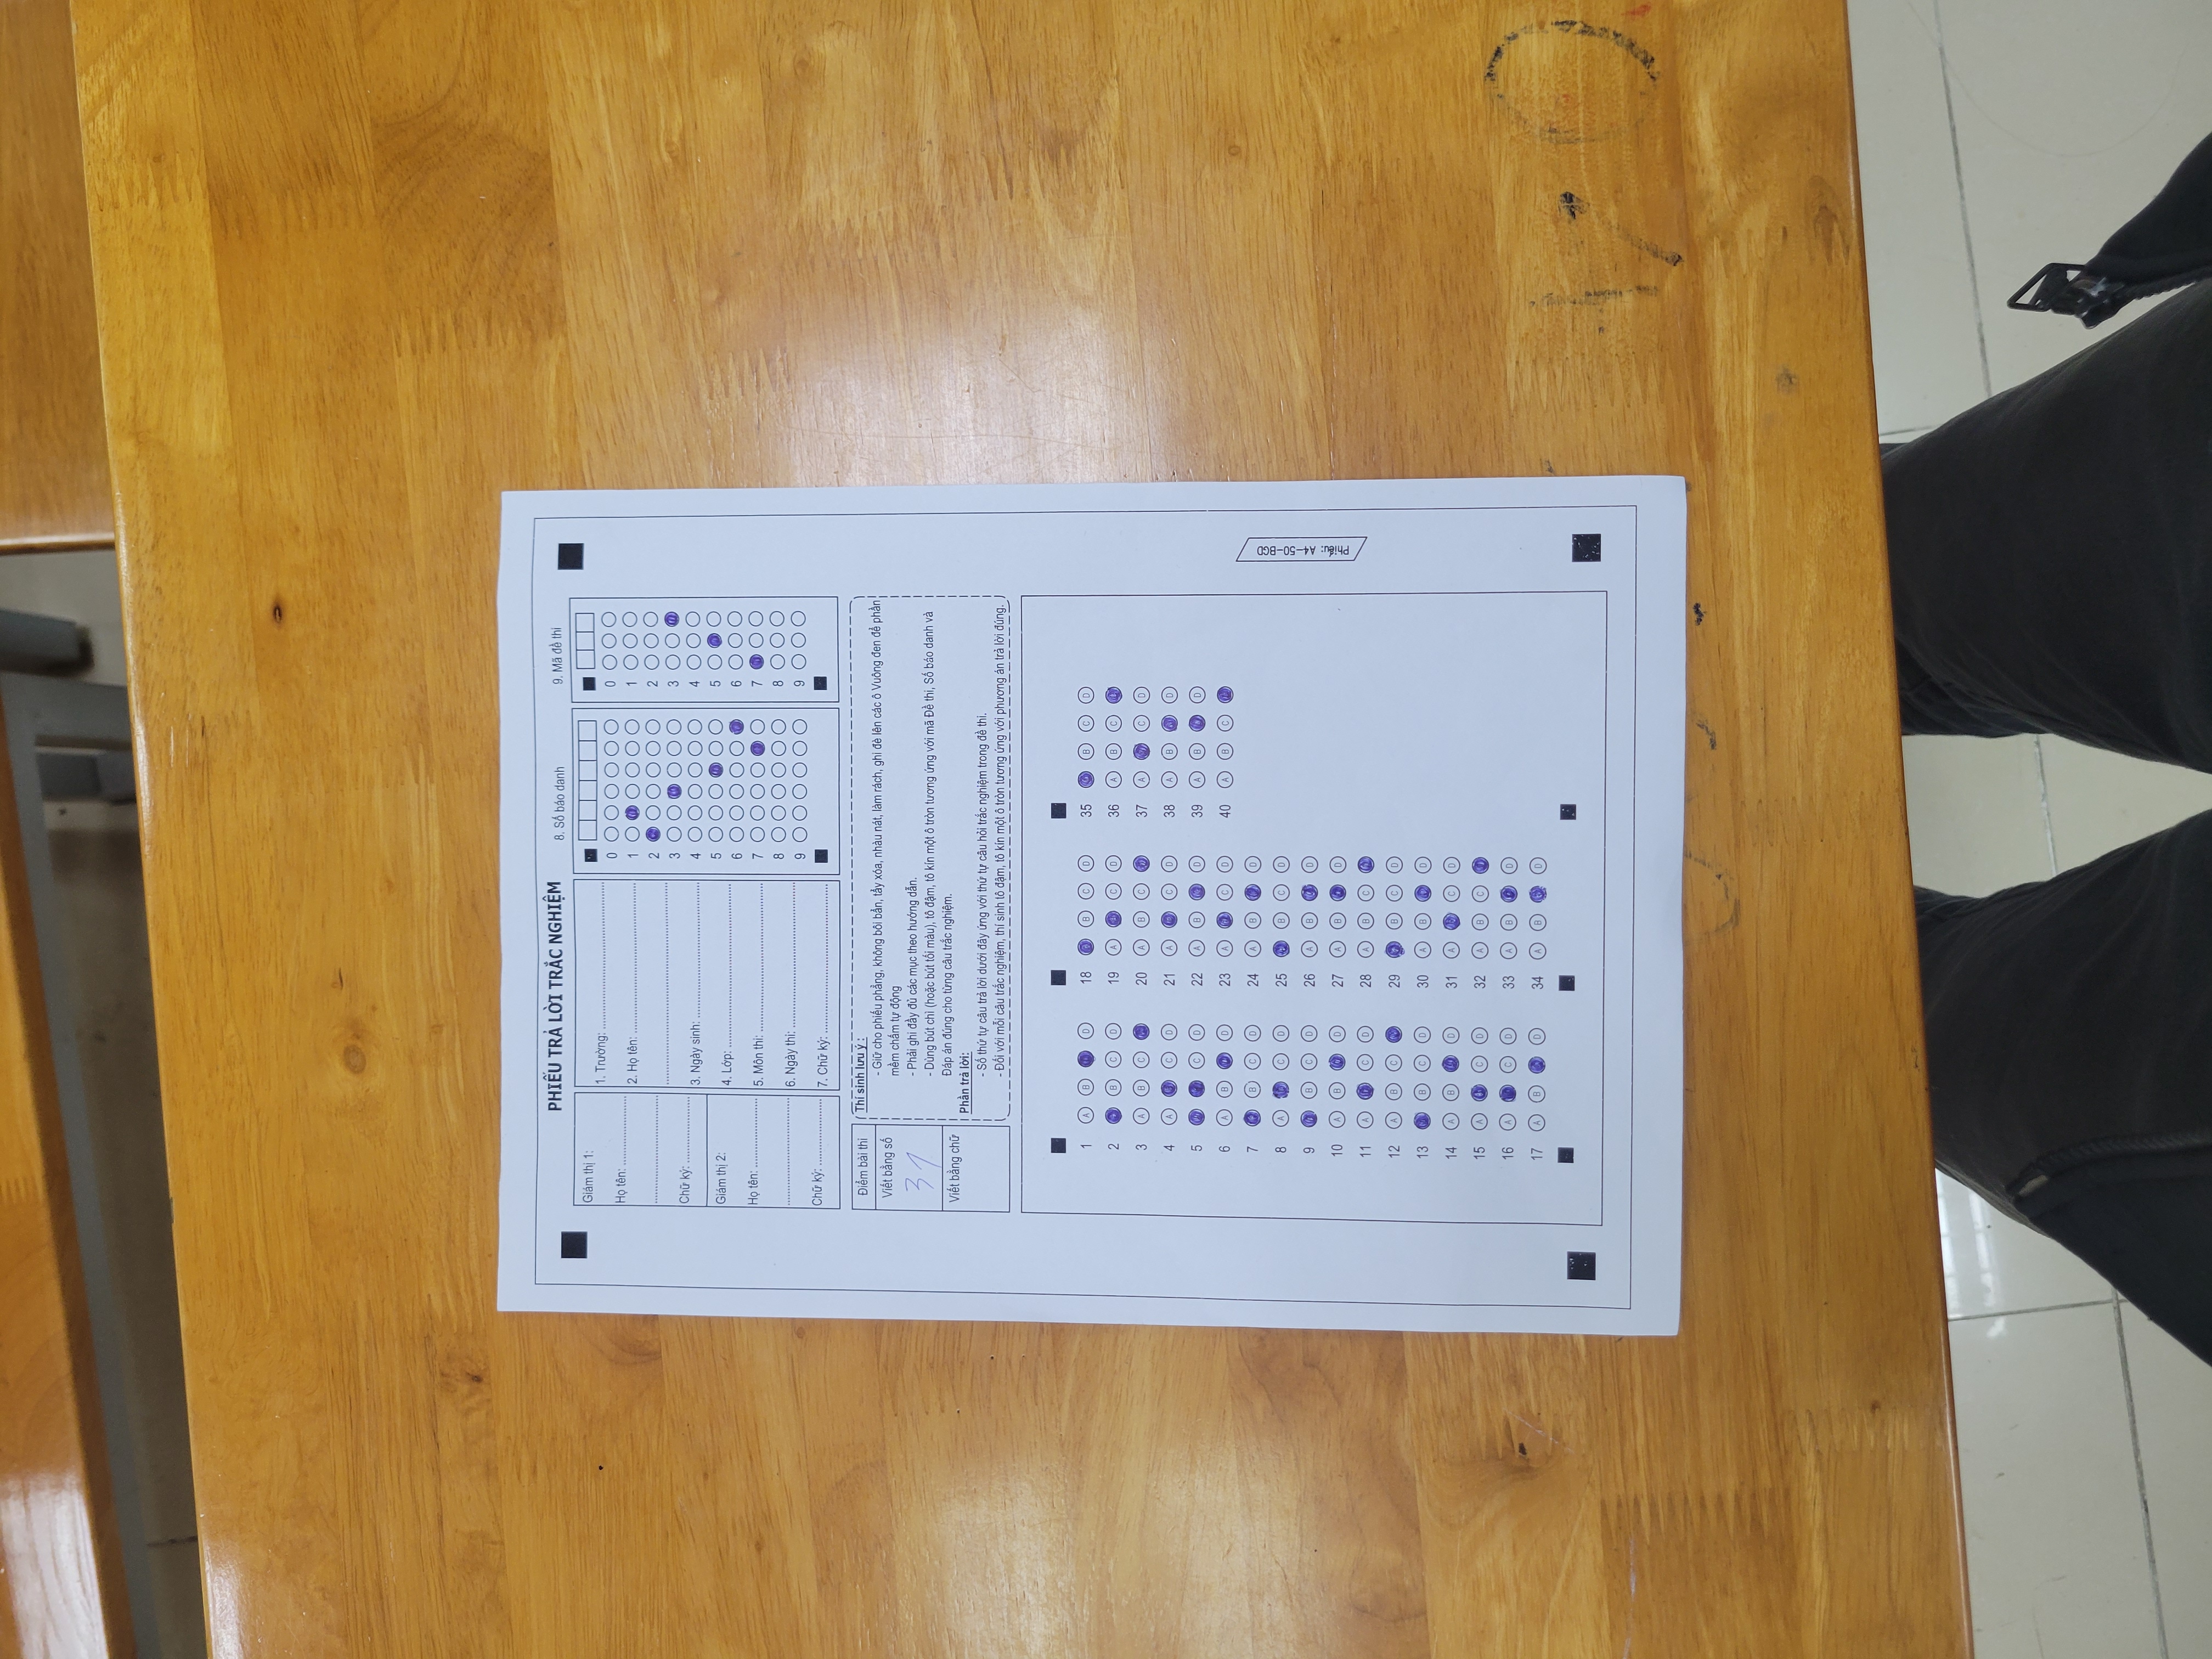 PHIẾU TRẢ LỜI TRẮC NGHIỆM
8. Số báo danh
9. Mã đề thi
Giám thị 1:
Họ tên: ........................
........................
Chữ ký: ........................
Giám thị 2:
Họ tên: ........................
........................
Chữ ký: ........................
1. Trường: ........................
2. Họ tên: ........................
........................
3. Ngày sinh: ........................
4. Lớp: ........................
5. Môn thi: ........................
6. Ngày thi: ........................
7. Chữ ký: ........................
0
1
2
3
4
5
6
7
8
9
0
1
2
3
4
5
6
7
8
9
Điểm bài thi
Viết bằng số
31
Viết bằng chữ
Thí sinh lưu ý :
- Giữ cho phiếu phẳng, không bôi bẩn, tẩy xóa, nhàu nát, làm rách, ghi đè lên các ô Vuông đen để phần
mềm chấm tự động
- Phải ghi đầy đủ các mục theo hướng dẫn.
- Dùng bút chì (hoặc bút tối màu), tô đậm, tô kín một ô tròn tương ứng với mã Đề thi, Số báo danh và
Đáp án đúng cho từng câu trắc nghiệm.
Phần trả lời:
- Số thứ tự câu trả lời dưới đây ứng với thứ tự câu hỏi trắc nghiệm trong đề thi.
- Đối với mỗi câu trắc nghiệm, thí sinh tô đậm, tô kín một ô tròn tương ứng với phương án trả lời đúng.
1 A B D
2 B C D
3 A B C
4 A C D
5 C D
6 A B D
7 B C D
8 A C D
9 B C D
10 A B D
11 A C D
12 A B C
13 B C D
14 A B D
15 A C D
16 A C D
17 A B D
18 B C D
19 A C D
20 A B C
21 A C D
22 A B D
23 A C D
24 A B D
25 B C D
26 A B D
27 A B D
28 A B C
29 B C D
30 A B D
31 A C D
32 A B C
33 A B D
34 A B D
35 B C D
36 A B C
37 A C D
38 A B D
39 A B D
40 A B C
Phiếu: A4-50-BGD